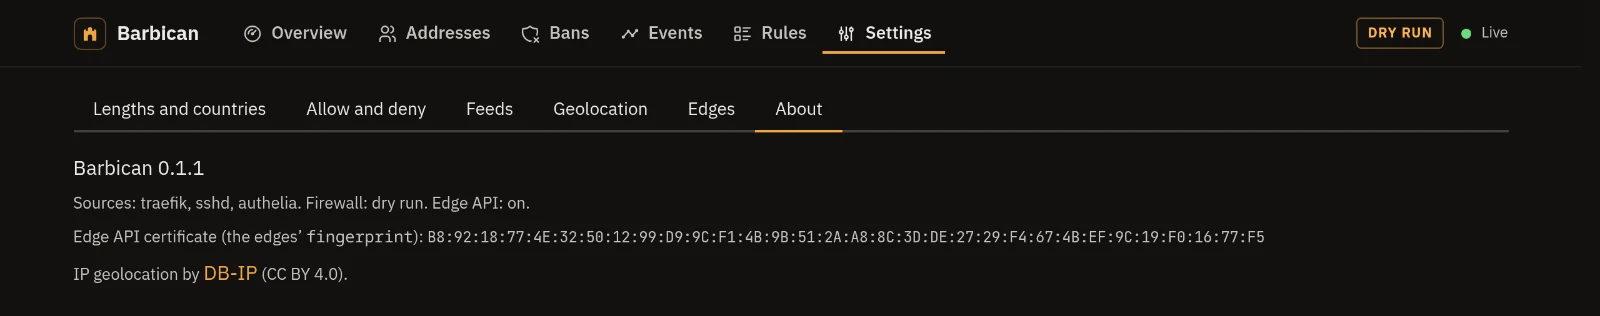 Barbican Overview Addresses Bans Events Rules Settings DRY RUN Live
Lengths and countries Allow and deny Feeds Geolocation Edges About
Barbican 0.1.1
Sources: traefik, sshd, authelia. Firewall: dry run. Edge API: on.
Edge API certificate (the edges’ fingerprint): B8:92:18:77:4E:32:50:12:99:D9:9C:F1:4B:9B:51:2A:A8:8C:3D:DE:27:29:F4:67:4B:EF:9C:19:F0:16:77:F5
IP geolocation by DB-IP (CC BY 4.0).